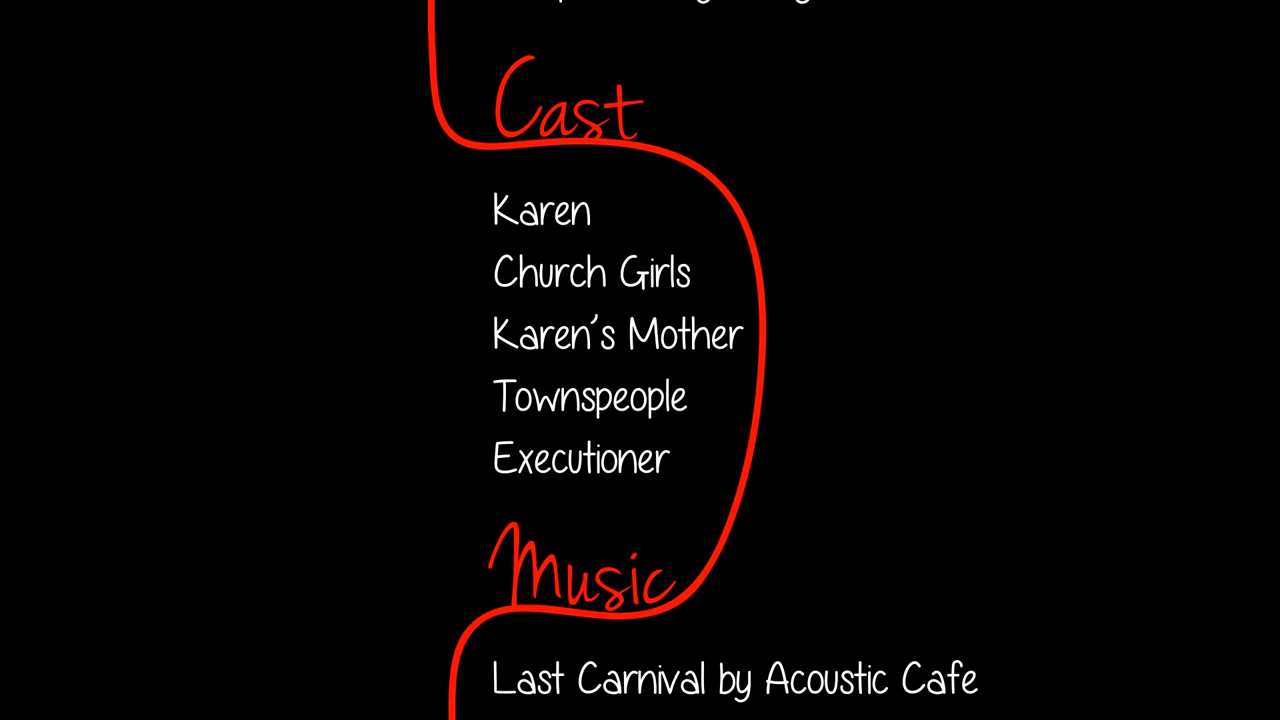 Cast
Karen
Church Girls
Karen's Mother
Townspeople
Executioner
Music
Last Carnival by Acoustic Cafe